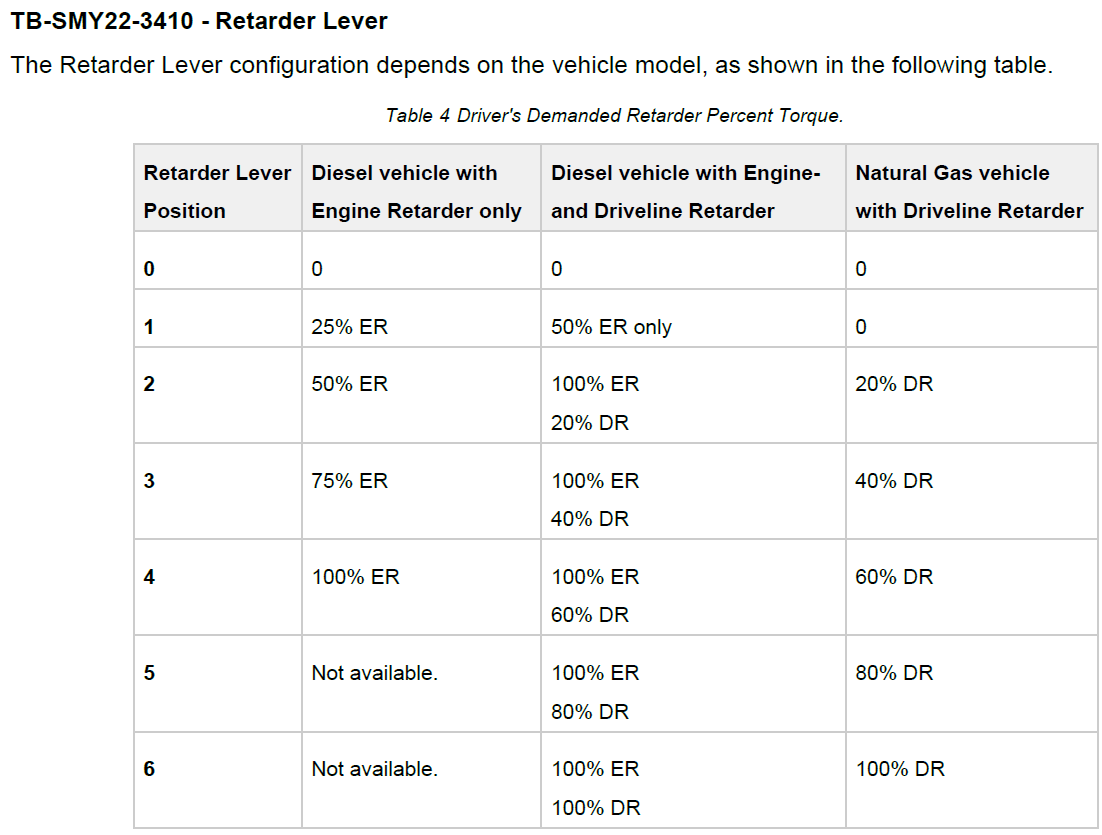 TB-SMY22-3410 - Retarder Lever
The Retarder Lever configuration depends on the vehicle model, as shown in the following table.
Table 4 Driver's Demanded Retarder Percent Torque.
Retarder Lever Position | Diesel vehicle with Engine Retarder only | Diesel vehicle with Engine- and Driveline Retarder | Natural Gas vehicle with Driveline Retarder
0 | 0 | 0 | 0
1 | 25% ER | 50% ER only | 0
2 | 50% ER | 100% ER 20% DR | 20% DR
3 | 75% ER | 100% ER 40% DR | 40% DR
4 | 100% ER | 100% ER 60% DR | 60% DR
5 | Not available. | 100% ER 80% DR | 80% DR
6 | Not available. | 100% ER 100% DR | 100% DR